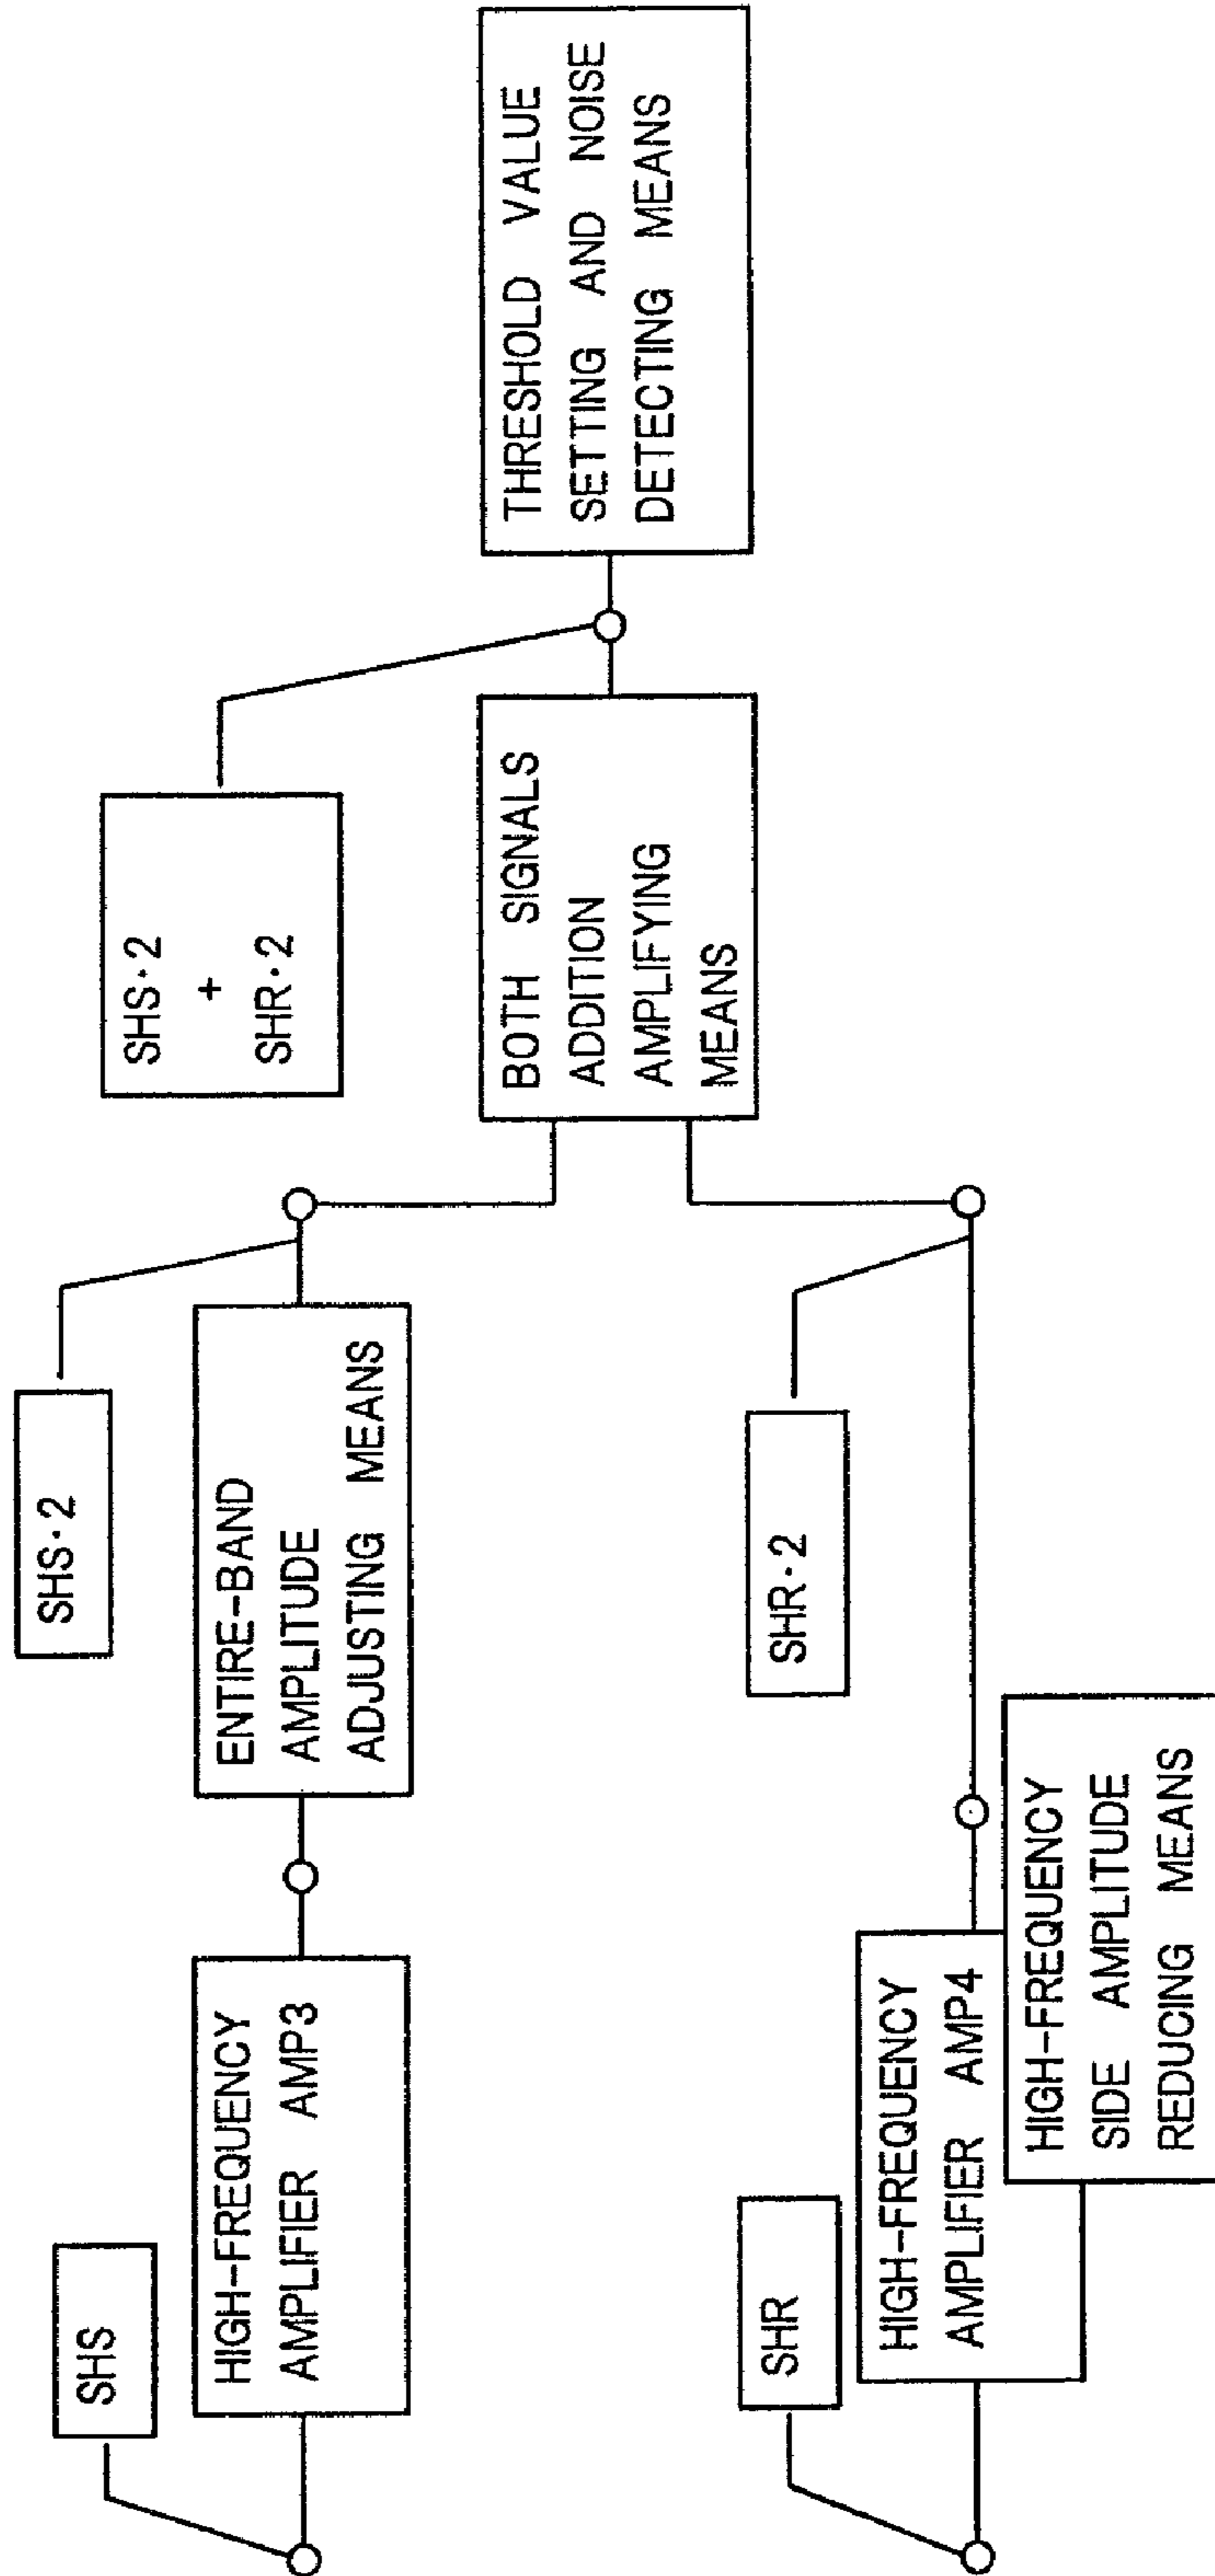 SHS
HIGH-FREQUENCY
AMPLIFIER AMP3
ENTIRE-BAND
AMPLITUDE
ADJUSTING MEANS
SHS·2
SHR
HIGH-FREQUENCY
AMPLIFIER AMP4
HIGH-FREQUENCY
SIDE AMPLITUDE
REDUCING MEANS
SHR·2
BOTH SIGNALS
ADDITION
AMPLIFYING
MEANS
SHS·2
+
SHR·2
THRESHOLD VALUE
SETTING AND NOISE
DETECTING MEANS